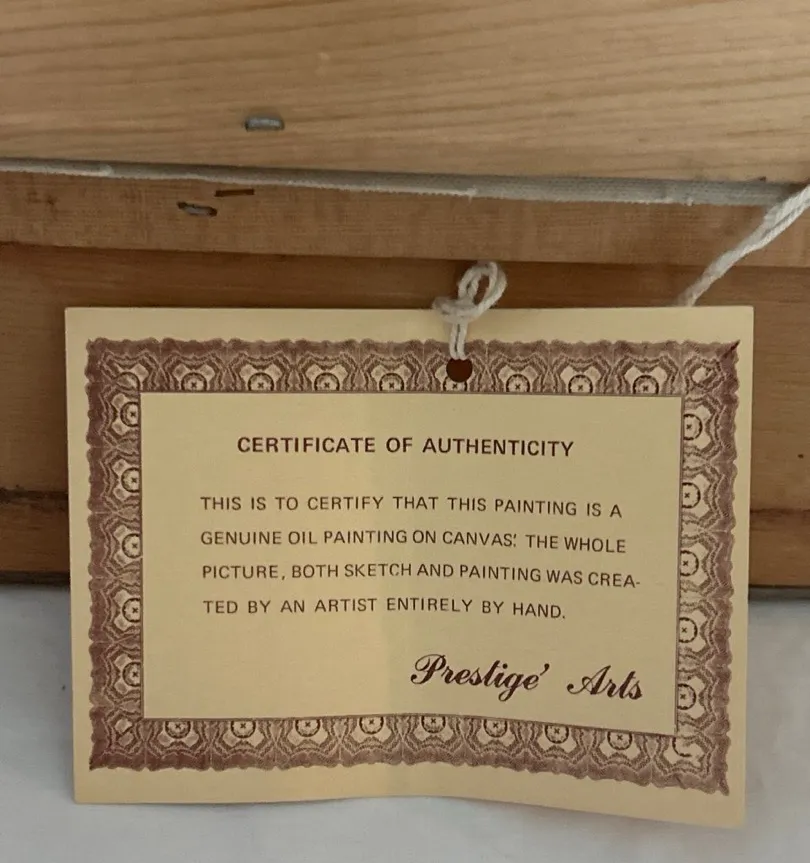 CERTIFICATE OF AUTHENTICITY
THIS IS TO CERTIFY THAT THIS PAINTING IS A
GENUINE OIL PAINTING ON CANVAS.' THE WHOLE
PICTURE, BOTH SKETCH AND PAINTING WAS CREA-
TED BY AN ARTIST ENTIRELY BY HAND.
Prestige' Arts